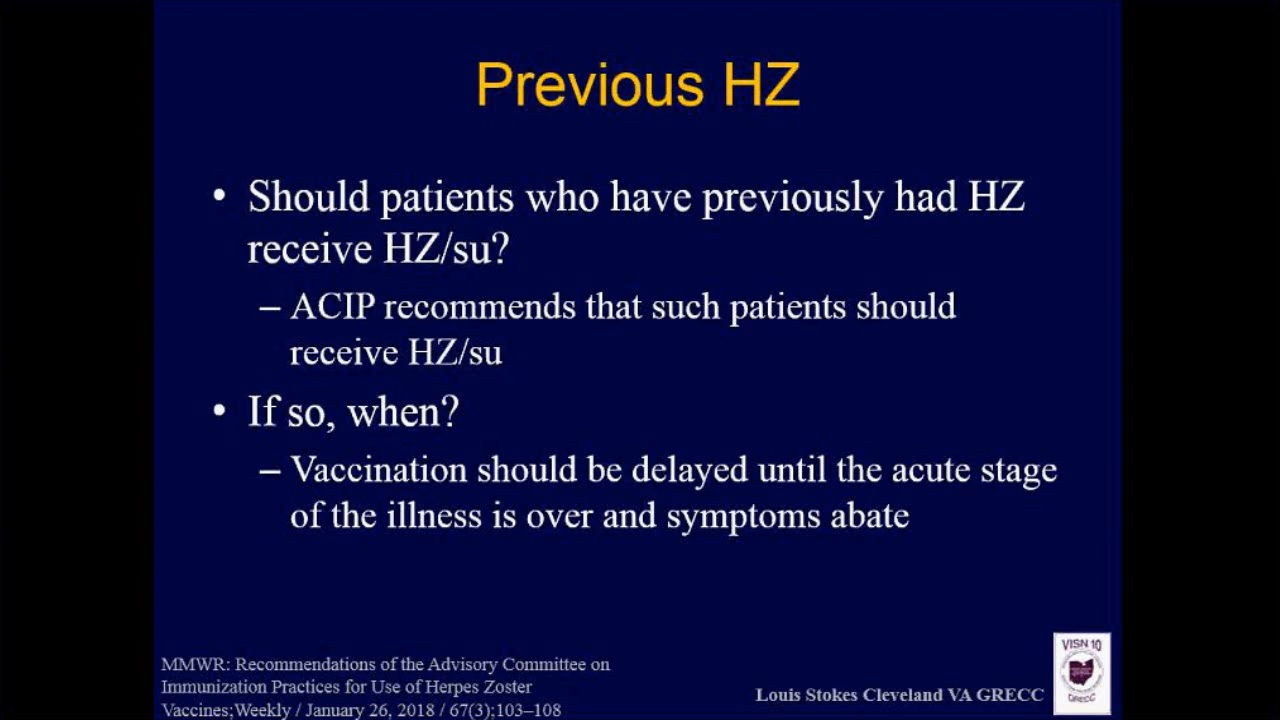 Previous HZ
• Should patients who have previously had HZ
receive HZ/su?
– ACIP recommends that such patients should
receive HZ/su
• If so, when?
– Vaccination should be delayed until the acute stage
of the illness is over and symptoms abate
MMWR: Recommendations of the Advisory Committee on
Immunization Practices for Use of Herpes Zoster
Vaccines;Weekly / January 26, 2018 / 67(3);103–108
Louis Stokes Cleveland VA GRECC
VISN 10
GRECC